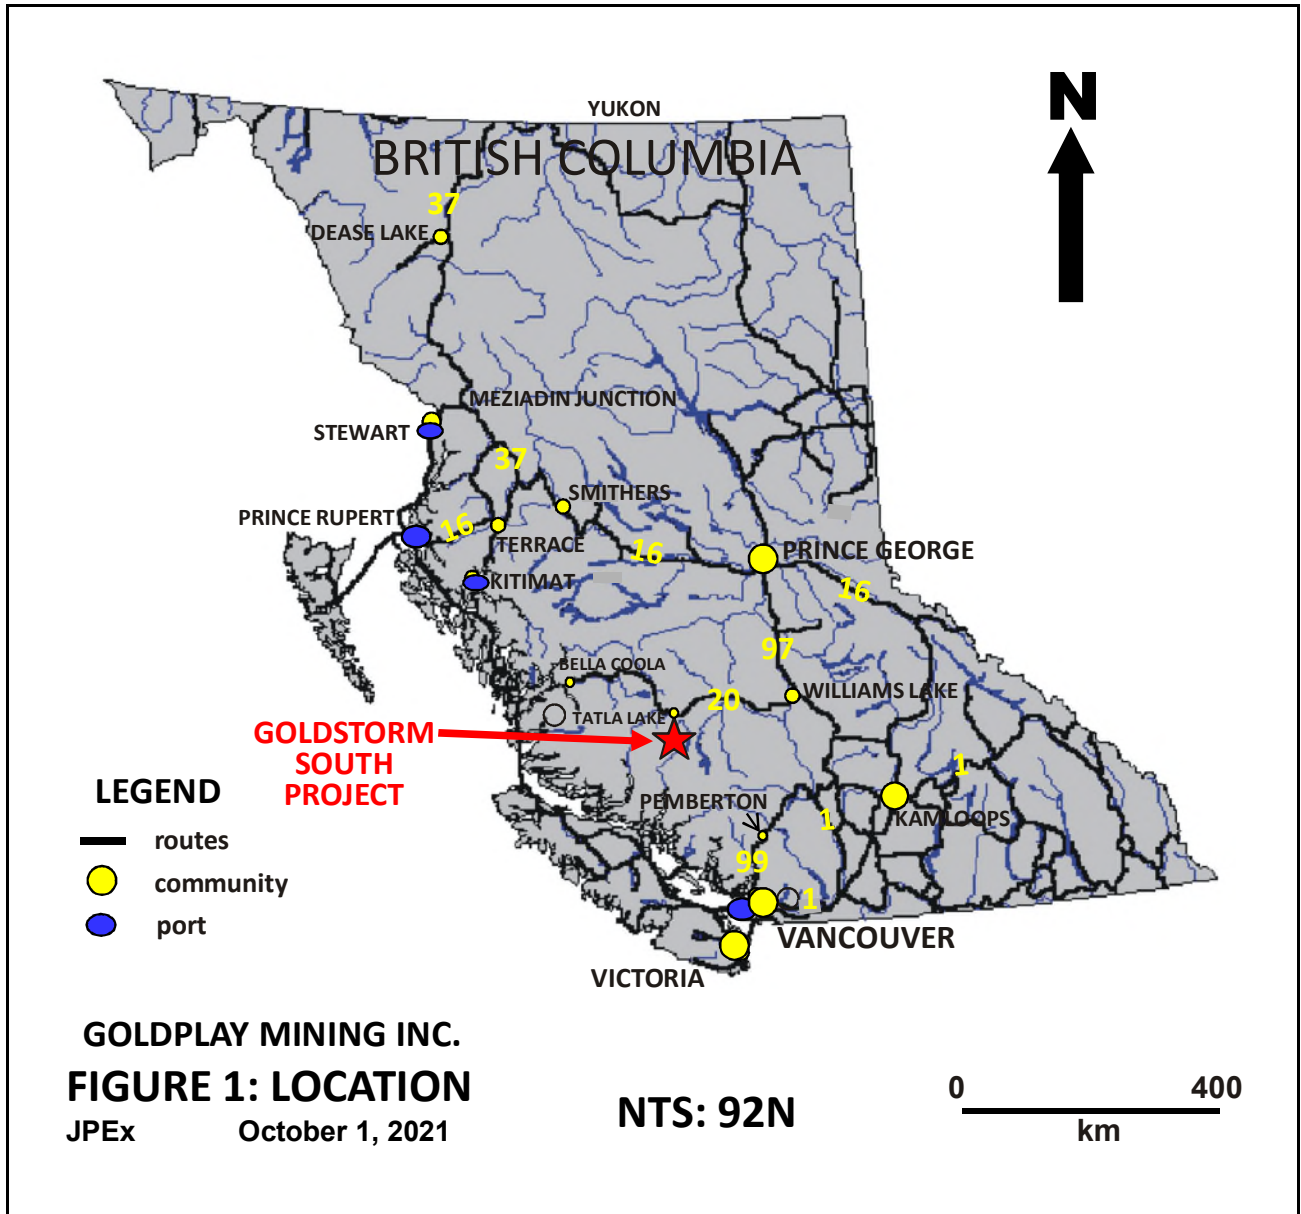 YUKON
N
BRITISH COLUMBIA
37
DEASE LAKE
MEZIADIN JUNCTION
STEWART
37
SMITHERS
PRINCE RUPERT
16
TERRACE
16
PRINCE GEORGE
KITIMAT
16
97
BELLA COOLA
WILLIAMS LAKE
20
TATLA LAKE
GOLDSTORM
SOUTH
PROJECT
1
LEGEND
PEMBERTON
1
KAMLOOPS
routes
99
community
1
port
VANCOUVER
VICTORIA
GOLDPLAY MINING INC.
FIGURE 1: LOCATION
JPEx October 1, 2021
NTS: 92N
0 400
km